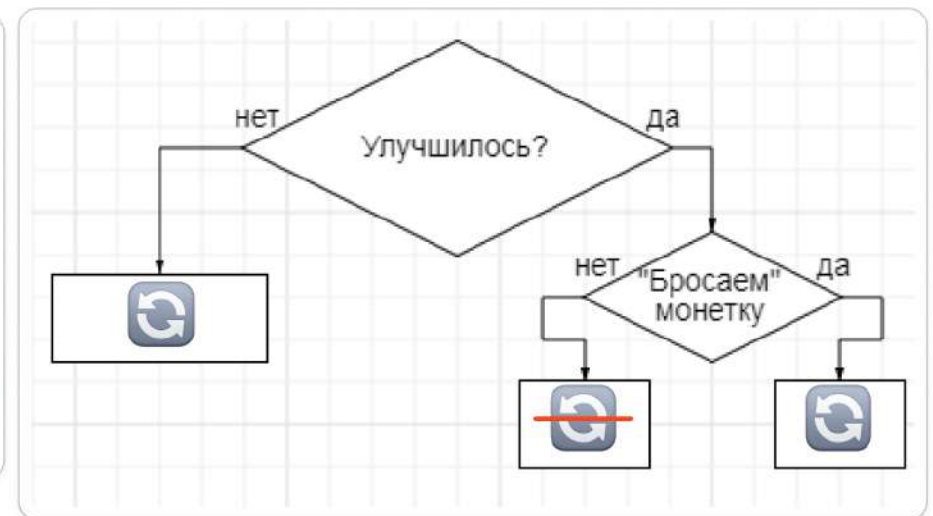 нет
да
Улучшилось?
нет
да
"Бросаем"
монетку